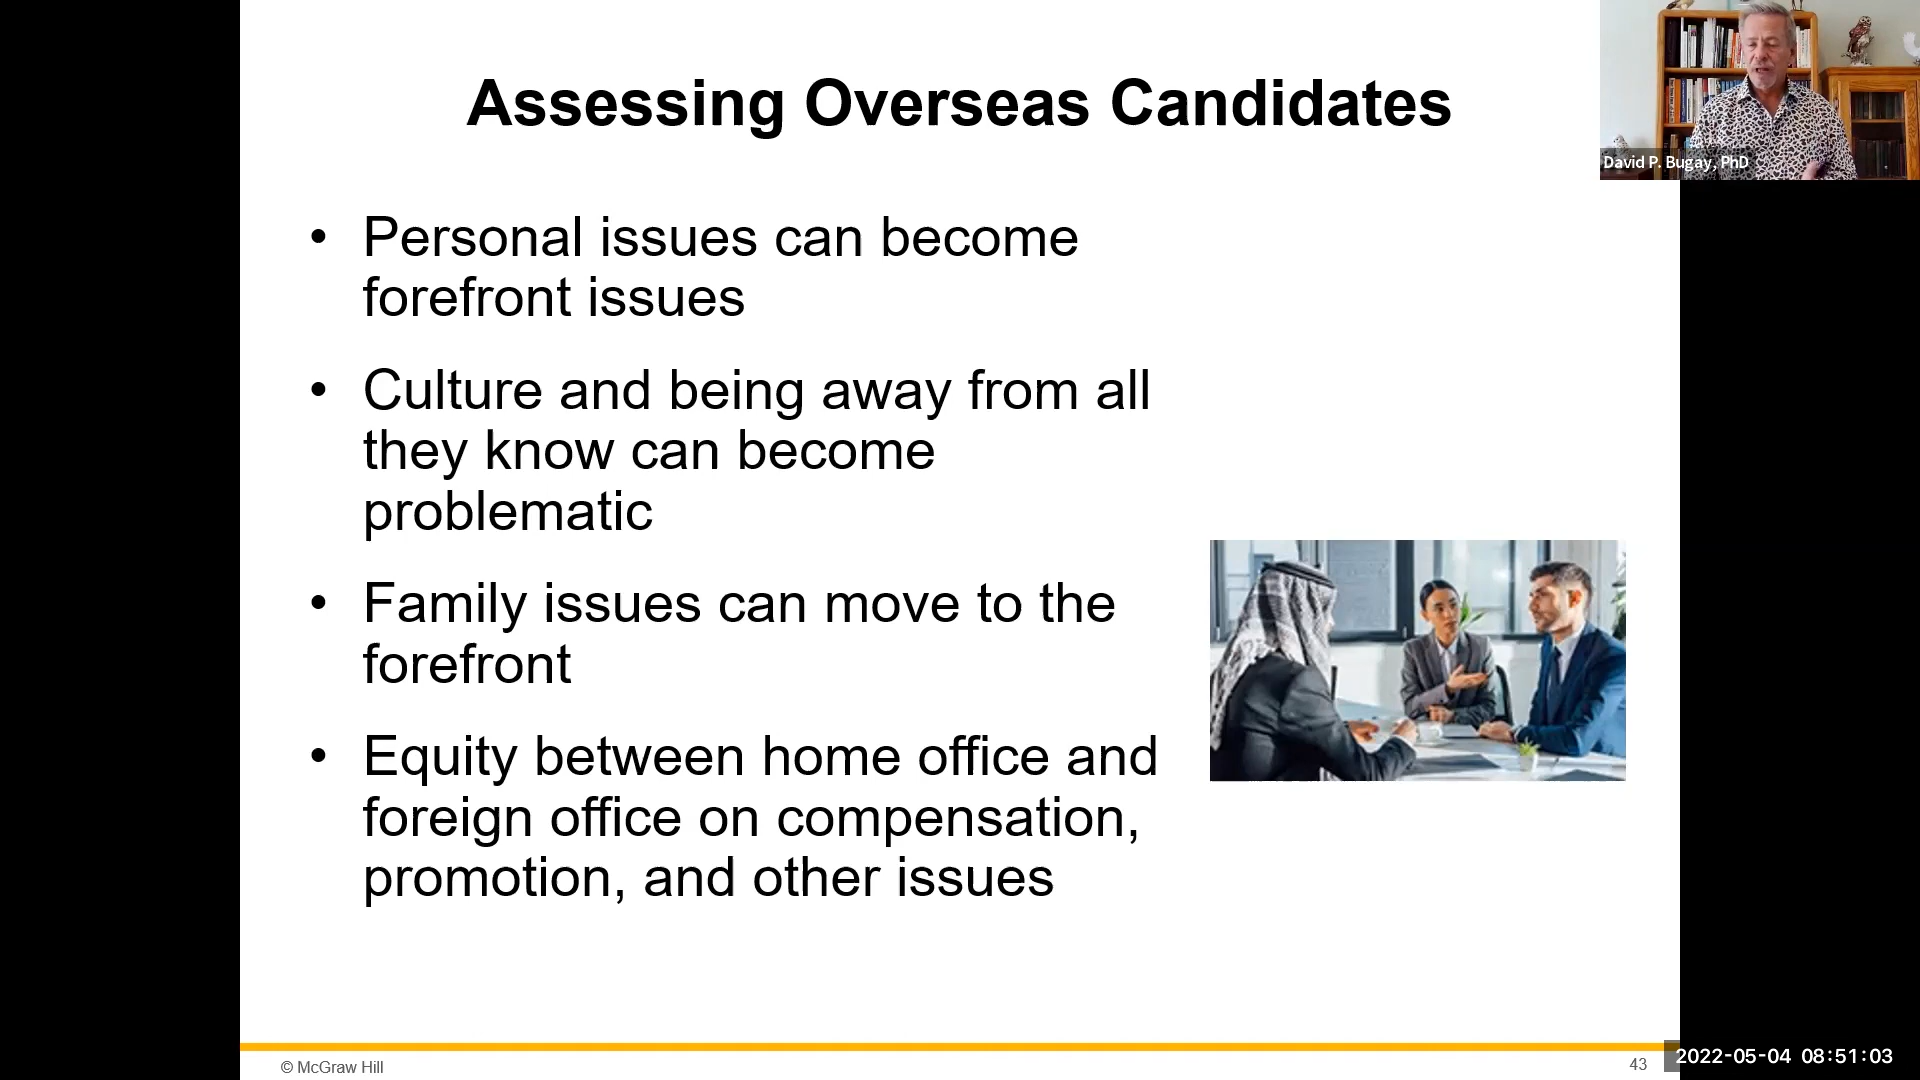 Assessing Overseas Candidates
David P. Bugay, PhD
• Personal issues can become
forefront issues
• Culture and being away from all
they know can become
problematic
• Family issues can move to the
forefront
• Equity between home office and
foreign office on compensation,
promotion, and other issues
© McGraw Hill
43
2022-05-04 08:51:03